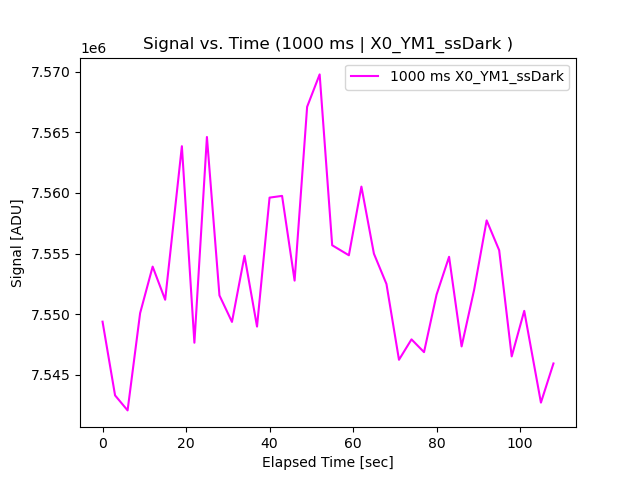 Signal vs. Time (1000 ms | X0_YM1_ssDark )
1e6
1000 ms X0_YM1_ssDark
7.570
7.565
7.560
7.555
7.550
7.545
Signal [ADU]
0 20 40 60 80 100
Elapsed Time [sec]